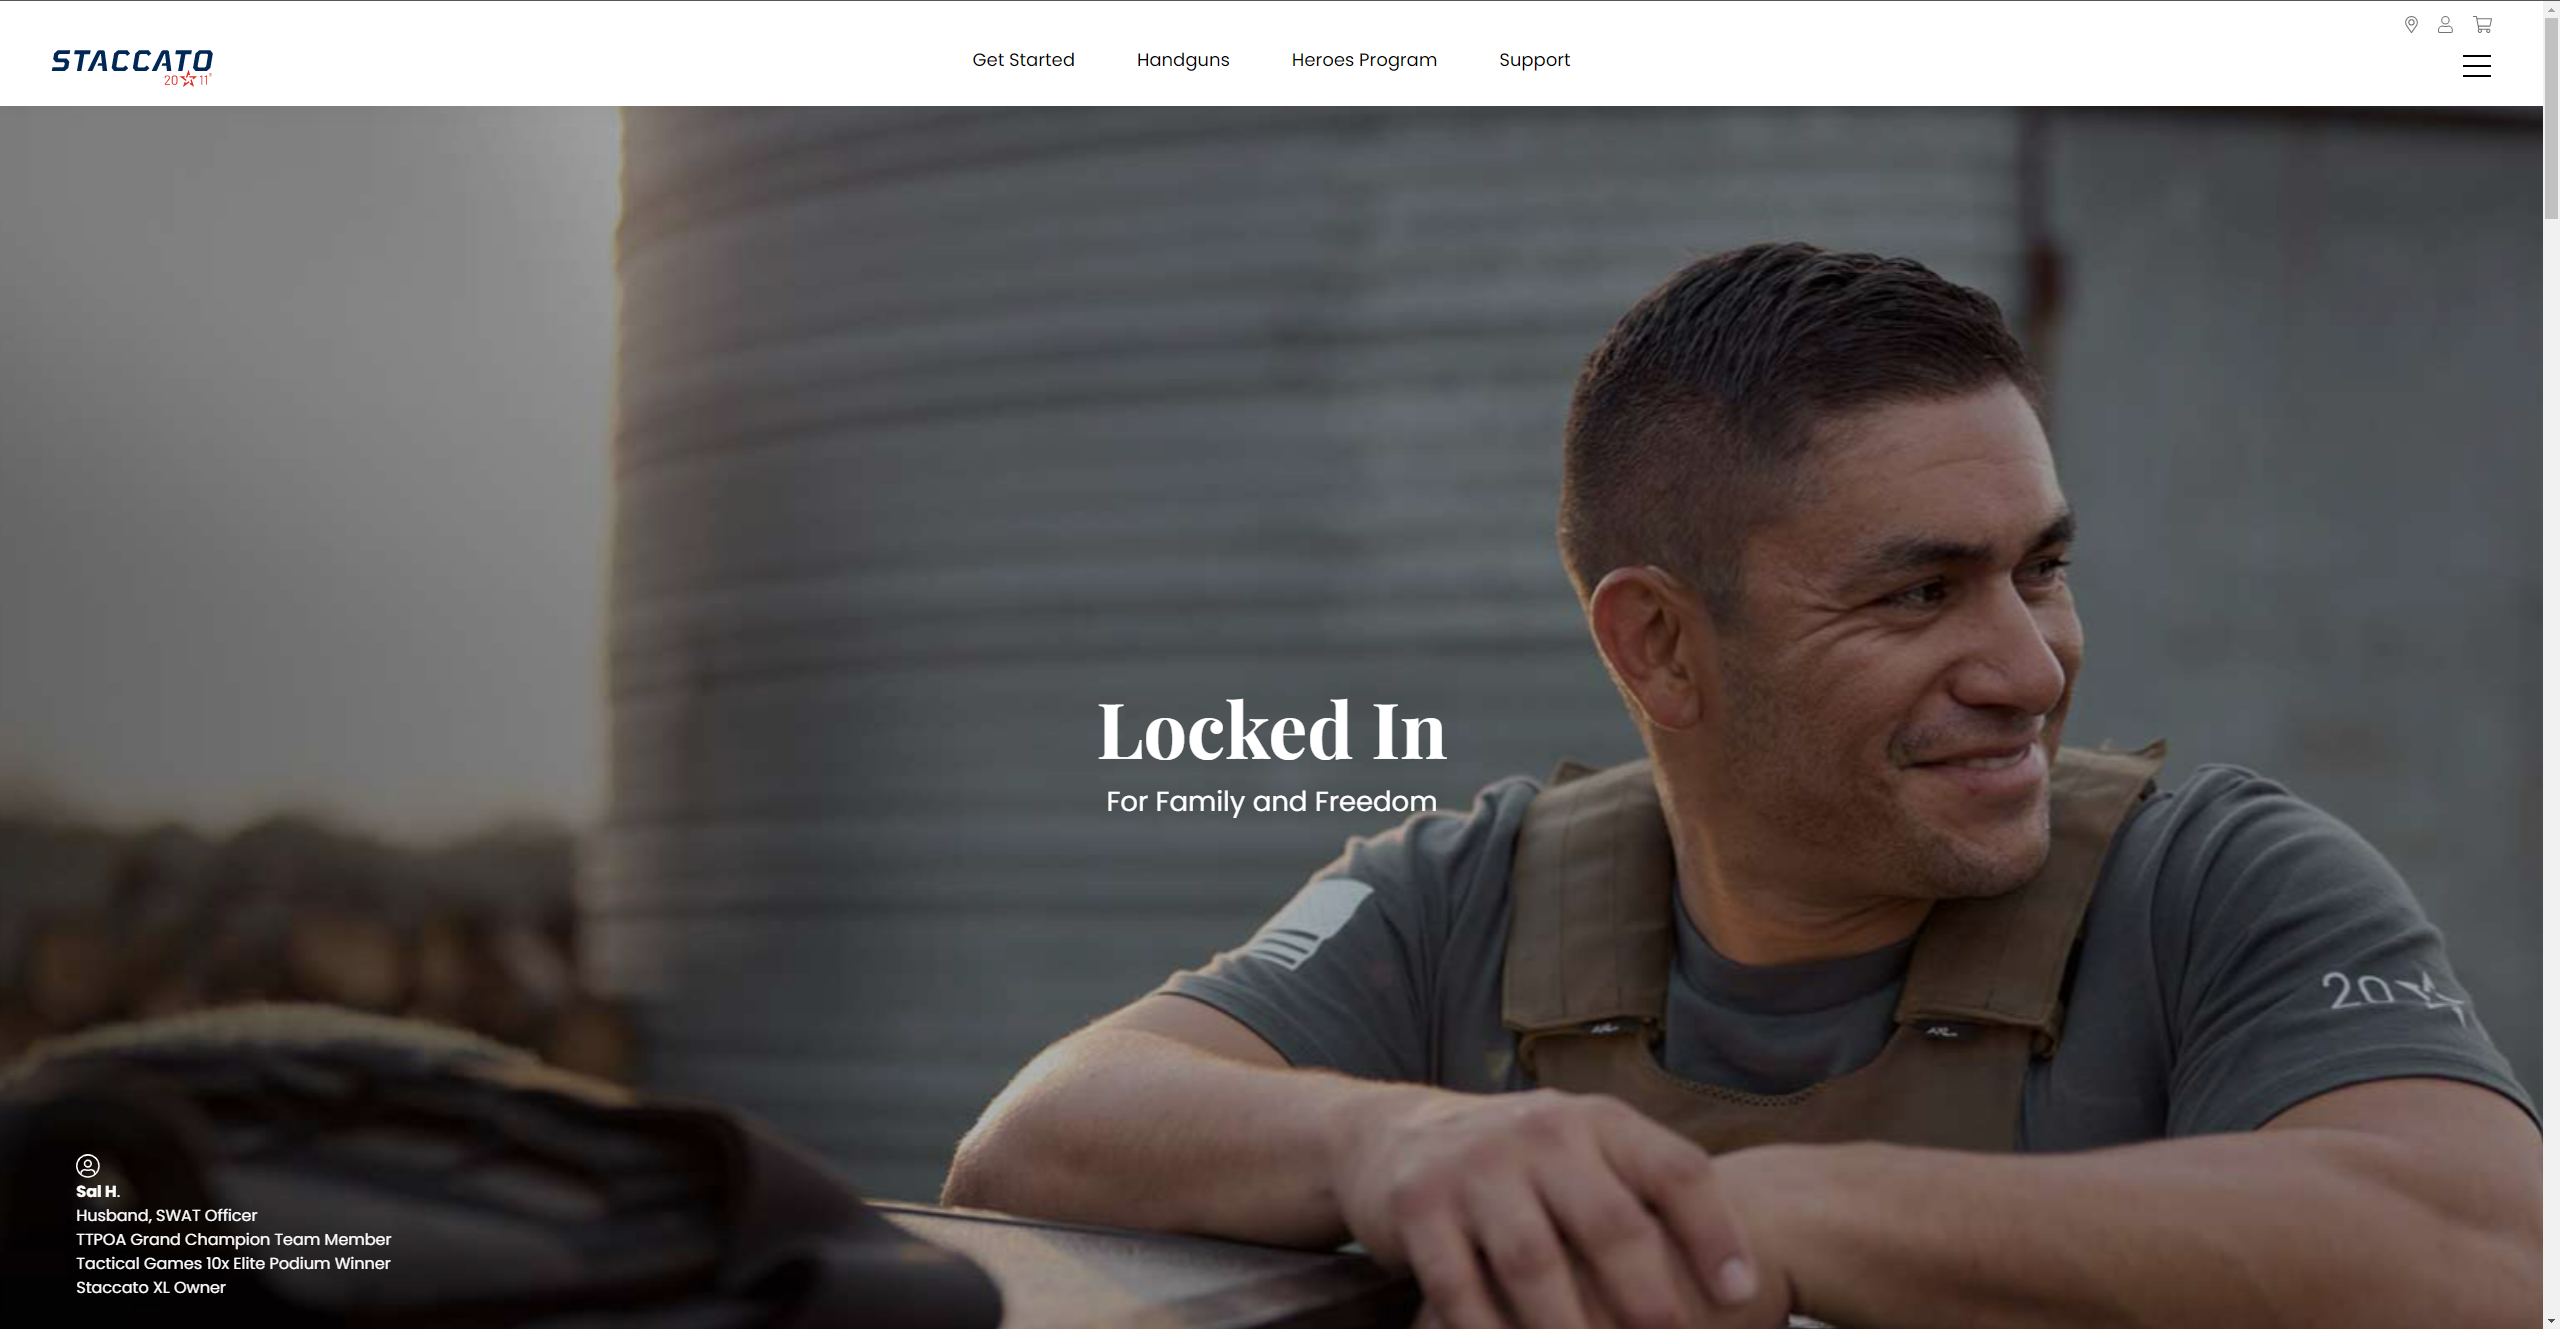 STACCATO
20 11
Get Started
Handguns
Heroes Program
Support
Locked In
For Family and Freedom
20
Sal H.
Husband, SWAT Officer
TTPOA Grand Champion Team Member
Tactical Games 10x Elite Podium Winner
Staccato XL Owner